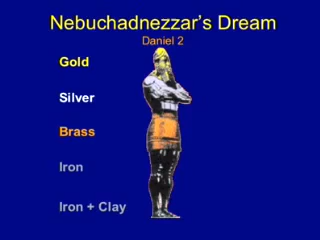 Nebuchadnezzar's Dream
Daniel 2
Gold
Silver
Brass
Iron
Iron + Clay